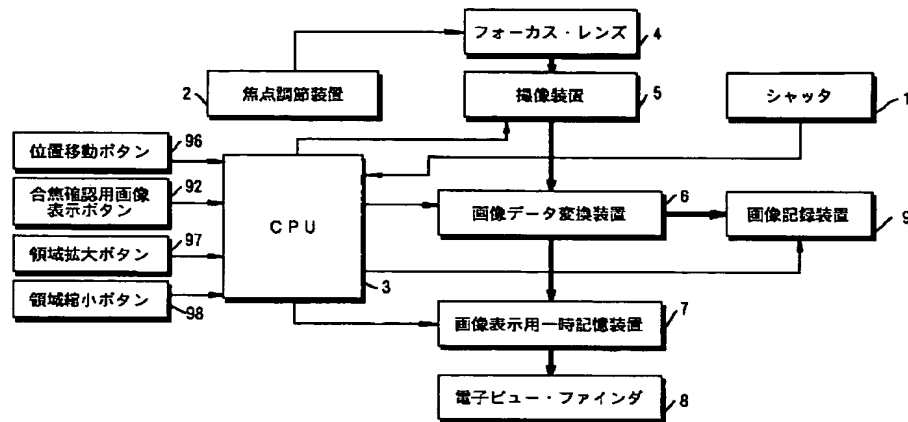 フォーカス・レンズ
4
2
焦点調節装置
撮像装置
5
シャッタ
1
位置移動ボタン
96
合焦確認用画像
表示ボタン
92
CPU
3
画像データ変換装置
6
画像記録装置
9
領域拡大ボタン
97
領域縮小ボタン
98
画像表示用一時記憶装置
7
電子ビュー・ファインダ
8